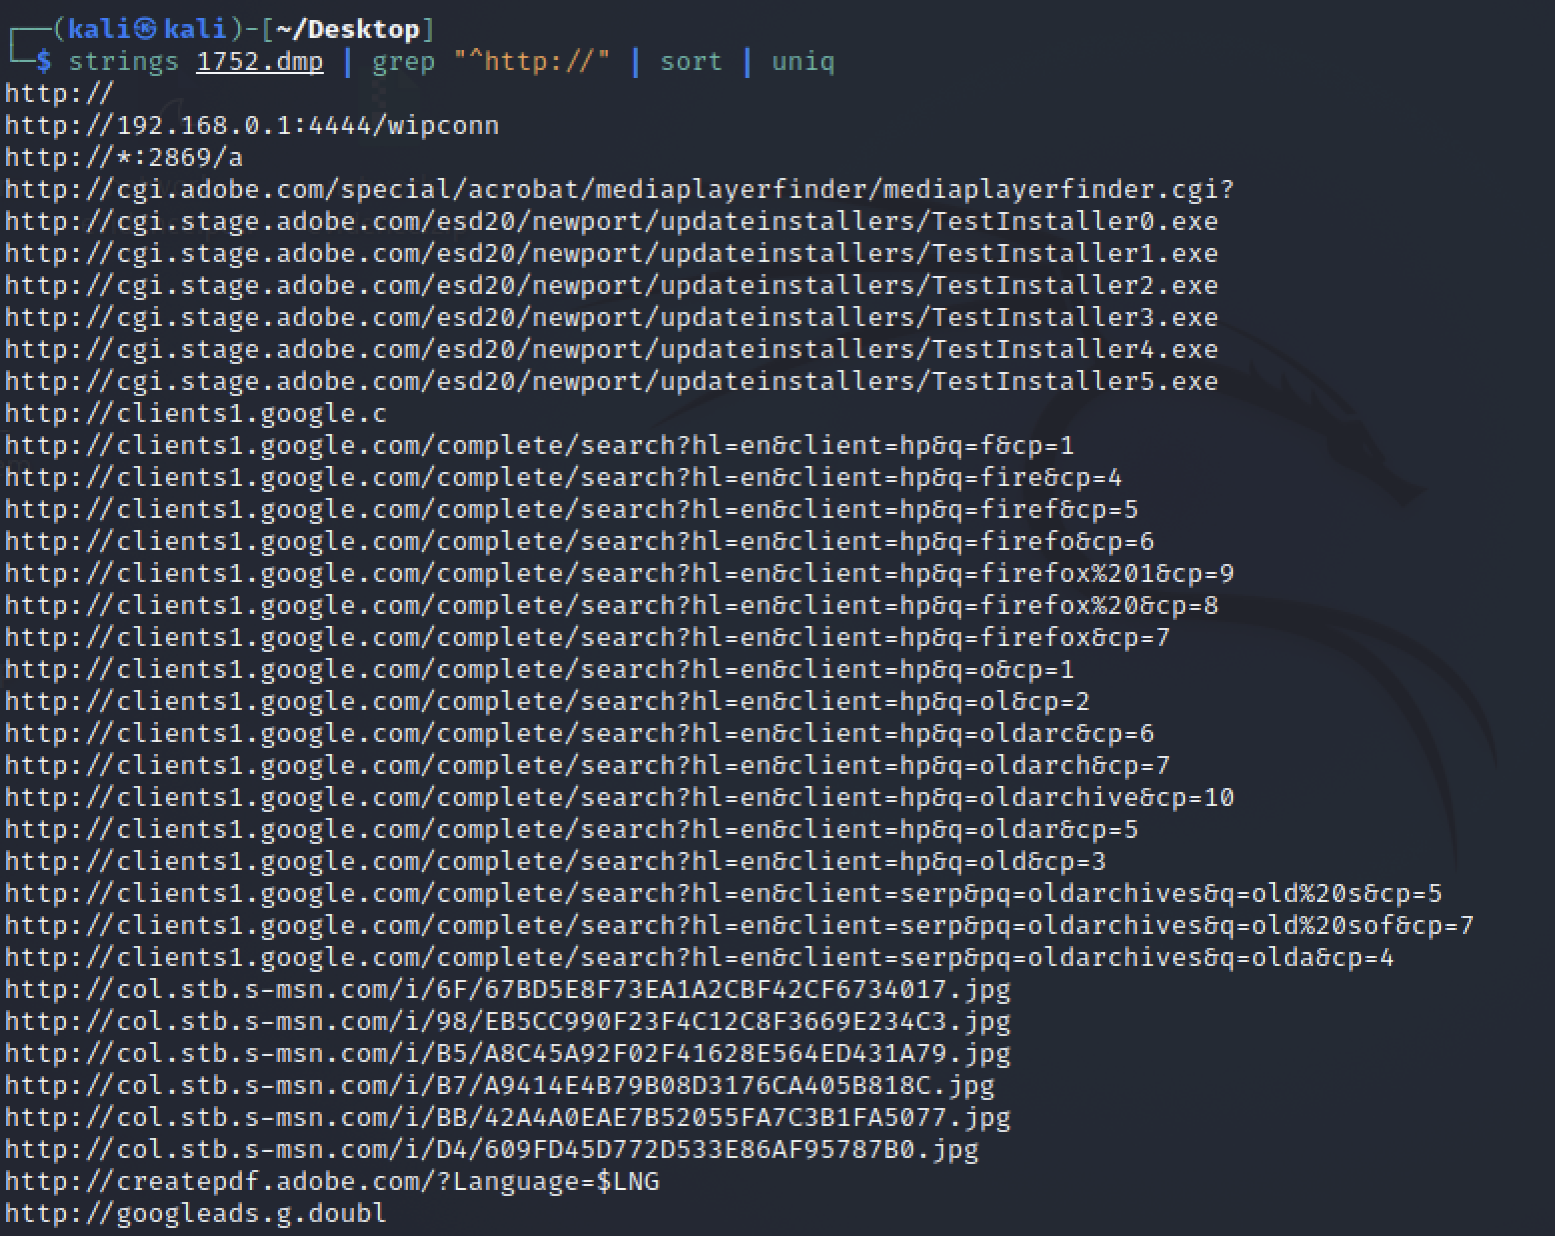 ┌──(kali㉿kali)-[~/Desktop]
└─$ strings 1752.dmp | grep "^http://" | sort | uniq
http://
http://192.168.0.1:4444/wipconn
http://*:2869/a
http://cgi.adobe.com/special/acrobat/mediaplayerfinder/mediaplayerfinder.cgi?
http://cgi.stage.adobe.com/esd20/newport/updateinstallers/TestInstaller0.exe
http://cgi.stage.adobe.com/esd20/newport/updateinstallers/TestInstaller1.exe
http://cgi.stage.adobe.com/esd20/newport/updateinstallers/TestInstaller2.exe
http://cgi.stage.adobe.com/esd20/newport/updateinstallers/TestInstaller3.exe
http://cgi.stage.adobe.com/esd20/newport/updateinstallers/TestInstaller4.exe
http://cgi.stage.adobe.com/esd20/newport/updateinstallers/TestInstaller5.exe
http://clients1.google.c
http://clients1.google.com/complete/search?hl=en&client=hp&q=f&cp=1
http://clients1.google.com/complete/search?hl=en&client=hp&q=fire&cp=4
http://clients1.google.com/complete/search?hl=en&client=hp&q=firef&cp=5
http://clients1.google.com/complete/search?hl=en&client=hp&q=firefo&cp=6
http://clients1.google.com/complete/search?hl=en&client=hp&q=firefox%201&cp=9
http://clients1.google.com/complete/search?hl=en&client=hp&q=firefox%20&cp=8
http://clients1.google.com/complete/search?hl=en&client=hp&q=firefox&cp=7
http://clients1.google.com/complete/search?hl=en&client=hp&q=o&cp=1
http://clients1.google.com/complete/search?hl=en&client=hp&q=ol&cp=2
http://clients1.google.com/complete/search?hl=en&client=hp&q=oldarc&cp=6
http://clients1.google.com/complete/search?hl=en&client=hp&q=oldarch&cp=7
http://clients1.google.com/complete/search?hl=en&client=hp&q=oldarchive&cp=10
http://clients1.google.com/complete/search?hl=en&client=hp&q=oldar&cp=5
http://clients1.google.com/complete/search?hl=en&client=hp&q=old&cp=3
http://clients1.google.com/complete/search?hl=en&client=serp&pq=oldarchives&q=old%20s&cp=5
http://clients1.google.com/complete/search?hl=en&client=serp&pq=oldarchives&q=old%20sof&cp=7
http://clients1.google.com/complete/search?hl=en&client=serp&pq=oldarchives&q=olda&cp=4
http://col.stb.s-msn.com/i/6F/67BD5E8F73EA1A2CBF42CF6734017.jpg
http://col.stb.s-msn.com/i/98/EB5CC990F23F4C12C8F3669E234C3.jpg
http://col.stb.s-msn.com/i/B5/A8C45A92F02F41628E564ED431A79.jpg
http://col.stb.s-msn.com/i/B7/A9414E4B79B08D3176CA405B818C.jpg
http://col.stb.s-msn.com/i/BB/42A4A0EAE7B52055FA7C3B1FA5077.jpg
http://col.stb.s-msn.com/i/D4/609FD45D772D533E86AF95787B0.jpg
http://createpdf.adobe.com/?Language=$LNG
http://googleads.g.doubl